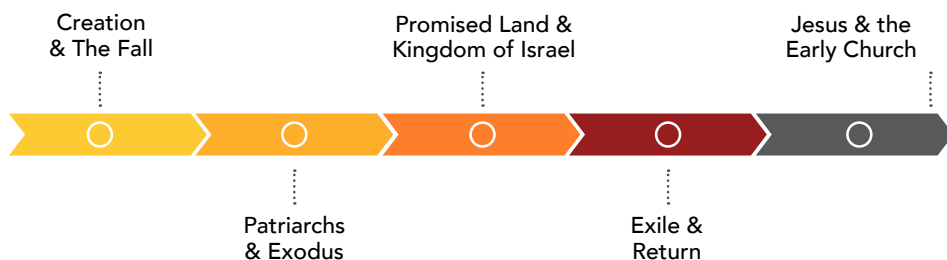 Creation
& The Fall
Patriarchs
& Exodus
Promised Land &
Kingdom of Israel
Exile &
Return
Jesus & the
Early Church